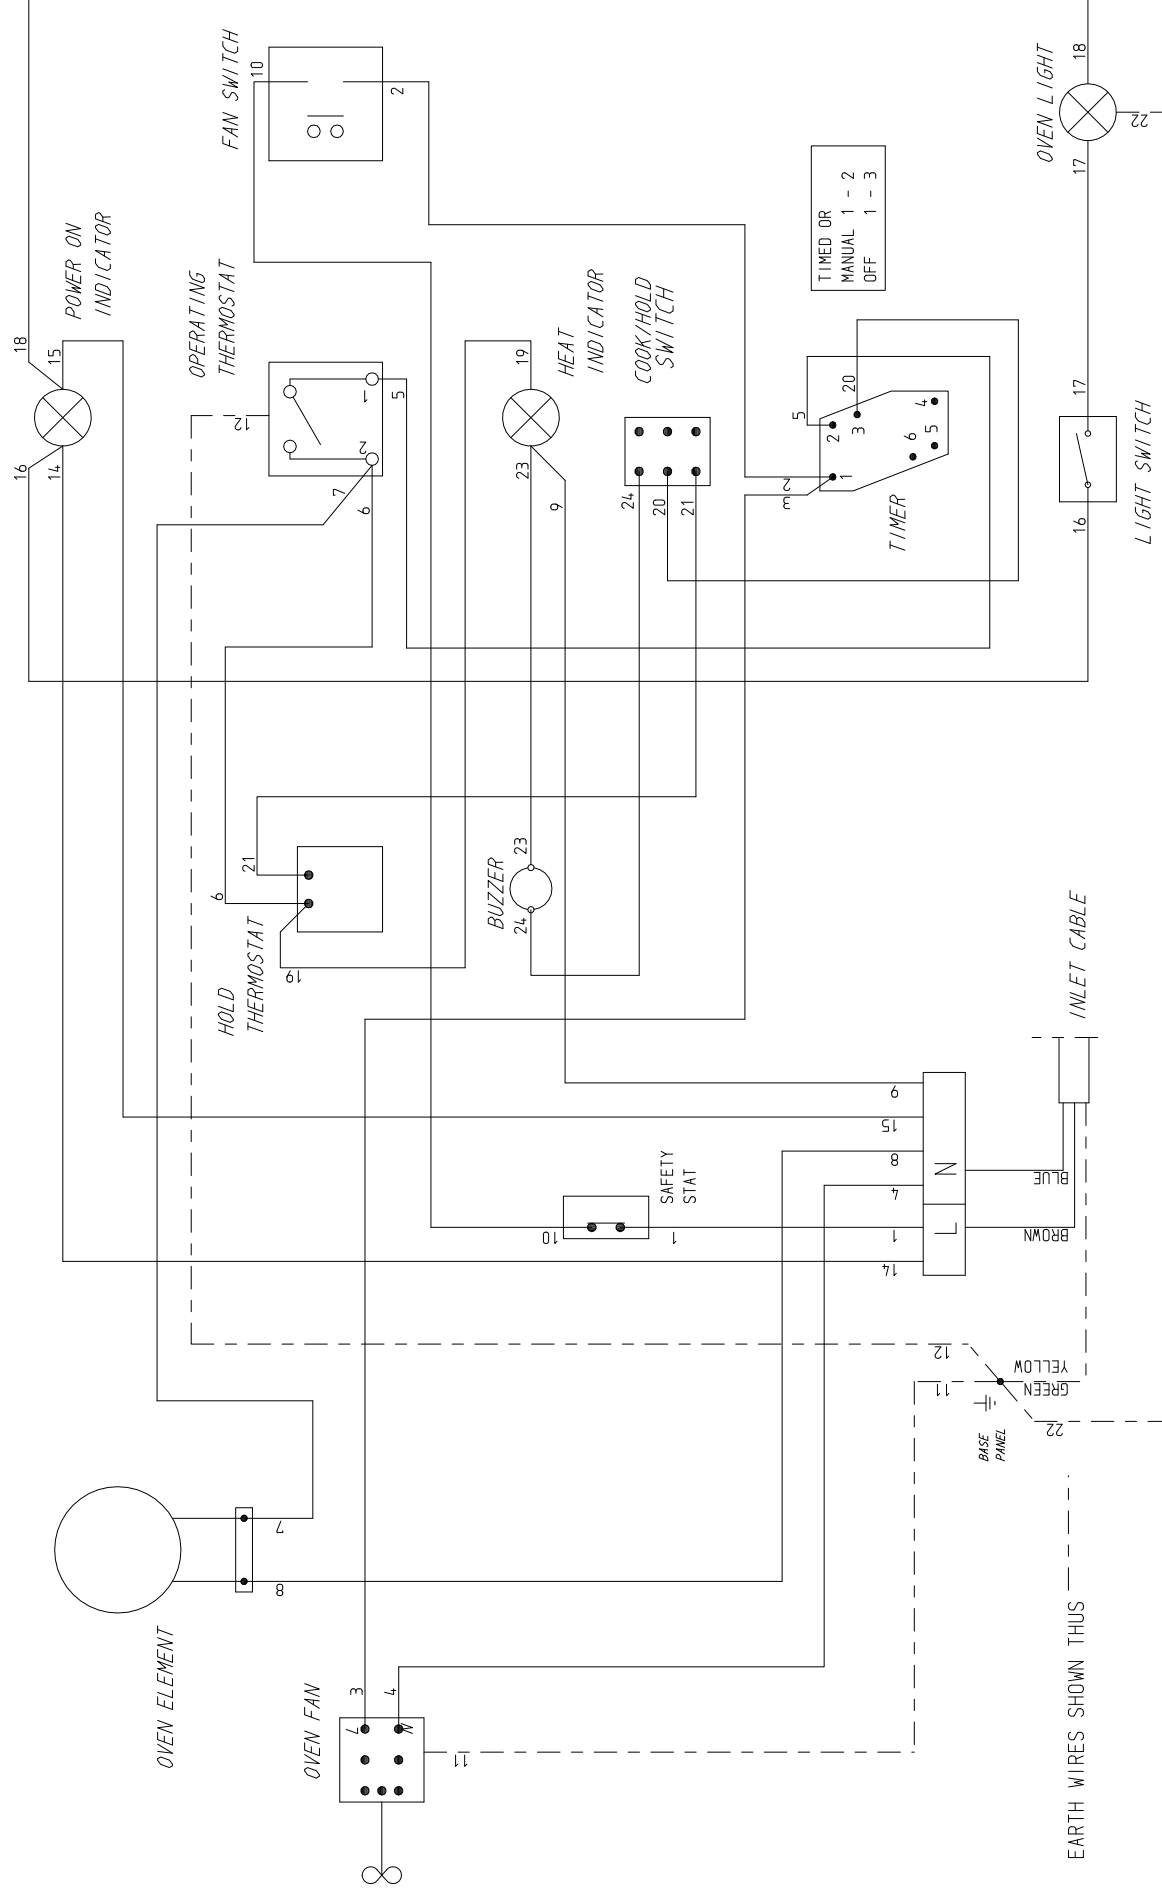 FAN SWITCH
10
2
POWER ON
INDICATOR
18
15
16
14
OPERATING
THERMOSTAT
12
1
2
5
7
6
HEAT
INDICATOR
19
23
9
COOK/HOLD
SWITCH
24
20
21
TIMED OR
MANUAL 1 - 2
OFF 1 - 3
OVEN LIGHT
18
17
22
TIMER
5
20
2
3
4
5
6
1
2
3
LIGHT SWITCH
17
16
HOLD
THERMOSTAT
21
6
19
BUZZER
23
24
INLET CABLE
SAFETY
STAT
10
1
9
15
8
4
1
14
N
L
BLUE
BROWN
GREEN
YELLOW
12
11
22
BASE
PANEL
OVEN ELEMENT
7
8
OVEN FAN
3
4
L
N
11
EARTH WIRES SHOWN THUS